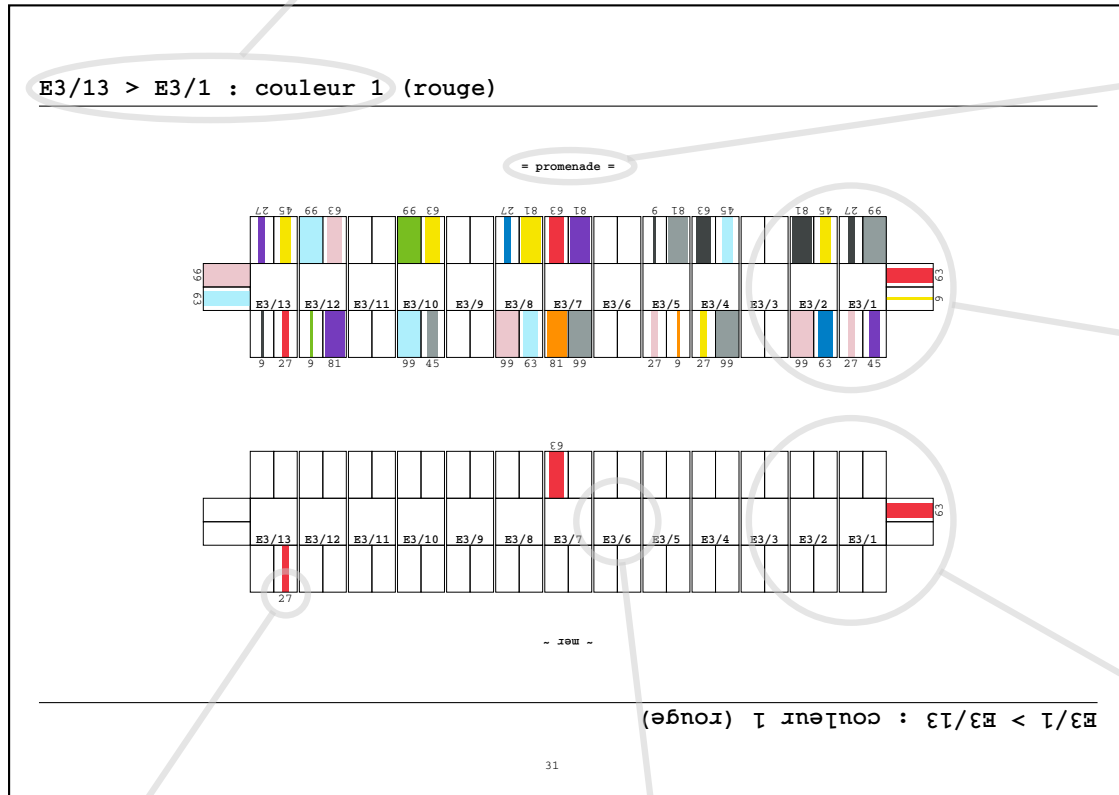 E3/13 > E3/1 : couleur 1 (rouge)
= promenade =
27 45 99 63 99 63 27 81 63 81 9 81 63 45 81 45 27 99
99 63
63 9
E3/13 E3/12 E3/11 E3/10 E3/9 E3/8 E3/7 E3/6 E3/5 E3/4 E3/3 E3/2 E3/1
9 27 9 81 99 45 99 63 81 99 27 9 27 99 99 63 27 45
63
63
E3/13 E3/12 E3/11 E3/10 E3/9 E3/8 E3/7 E3/6 E3/5 E3/4 E3/3 E3/2 E3/1
27
~ mer ~
E3/1 > E3/13 : couleur 1 (rouge)
31